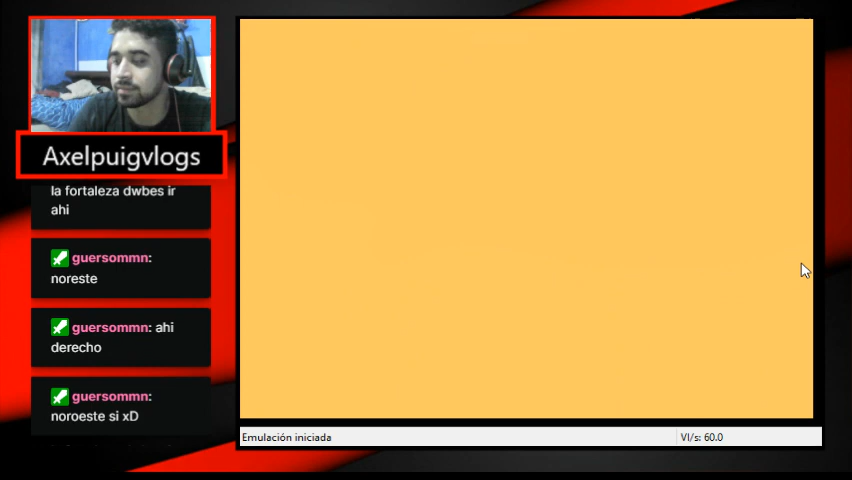 Axelpuigvlogs
la fortaleza dwbes ir
ahi
guersommn:
noreste
guersommn: ahi
derecho
guersommn:
noroeste si xD
Emulación iniciada
VI/s: 60.0